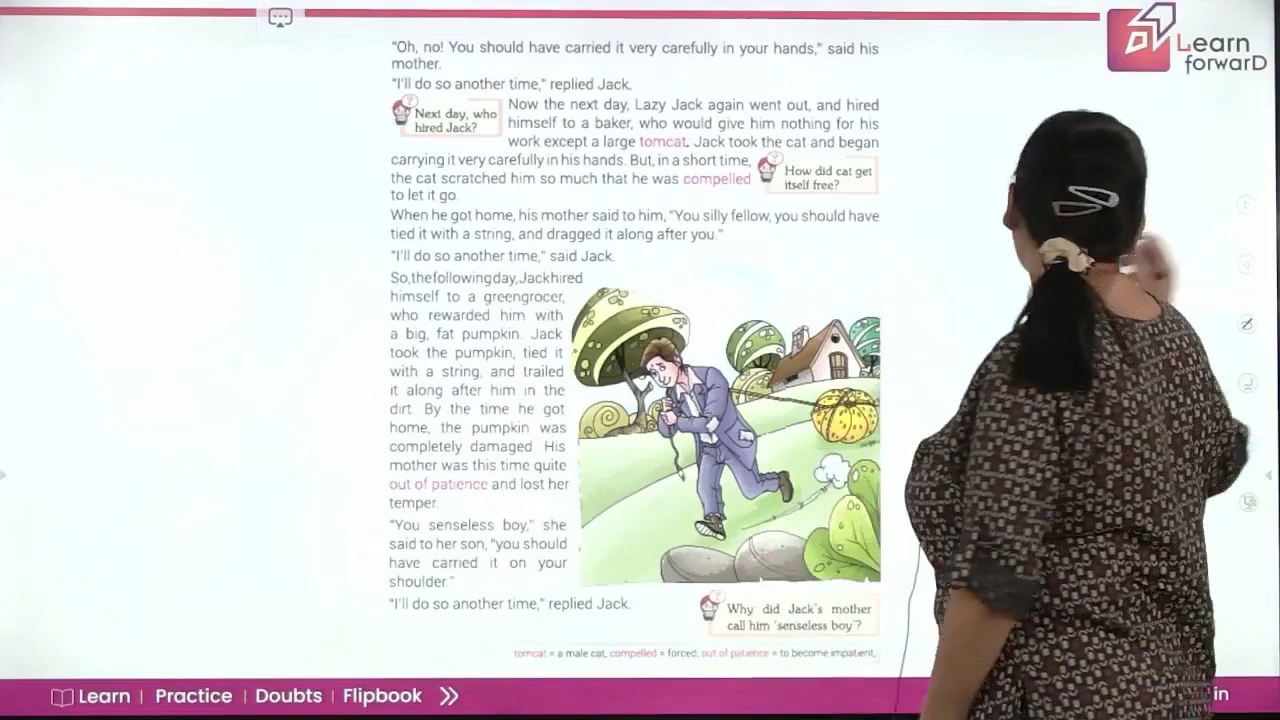 Learn
forwarD
"Oh, no! You should have carried it very carefully in your hands," said his
mother.
"I'll do so another time," replied Jack.
Next day, who
hired Jack?
Now the next day, Lazy Jack again went out, and hired
himself to a baker, who would give him nothing for his
work except a large tomcat. Jack took the cat and began
carrying it very carefully in his hands. But, in a short time,
the cat scratched him so much that he was compelled
to let it go.
How did cat get
itself free?
When he got home, his mother said to him, "You silly fellow, you should have
tied it with a string, and dragged it along after you."
"I'll do so another time," said Jack.
So, the following day, Jack hired
himself to a greengrocer,
who rewarded him with
a big, fat pumpkin. Jack
took the pumpkin, tied it
with a string, and trailed
it along after him in the
dirt. By the time he got
home, the pumpkin was
completely damaged. His
mother was this time quite
out of patience and lost her
temper.
"You senseless boy," she
said to her son, "you should
have carried it on your
shoulder."
"I'll do so another time," replied Jack.
Why did Jack's mother
call him 'senseless boy'?
tomcat = a male cat, compelled = forced, out of patience = to become impatient,
Learn | Practice | Doubts | Flipbook
in